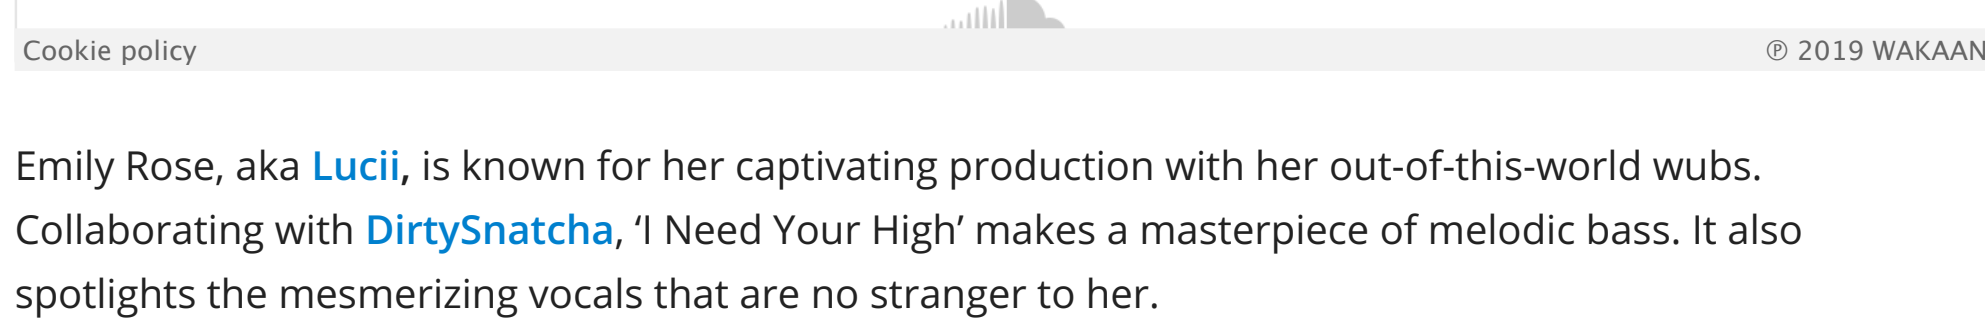 Cookie policy
℗ 2019 WAKAAN
Emily Rose, aka Lucii, is known for her captivating production with her out-of-this-world wubs.
Collaborating with DirtySnatcha, ‘I Need Your High’ makes a masterpiece of melodic bass. It also
spotlights the mesmerizing vocals that are no stranger to her.